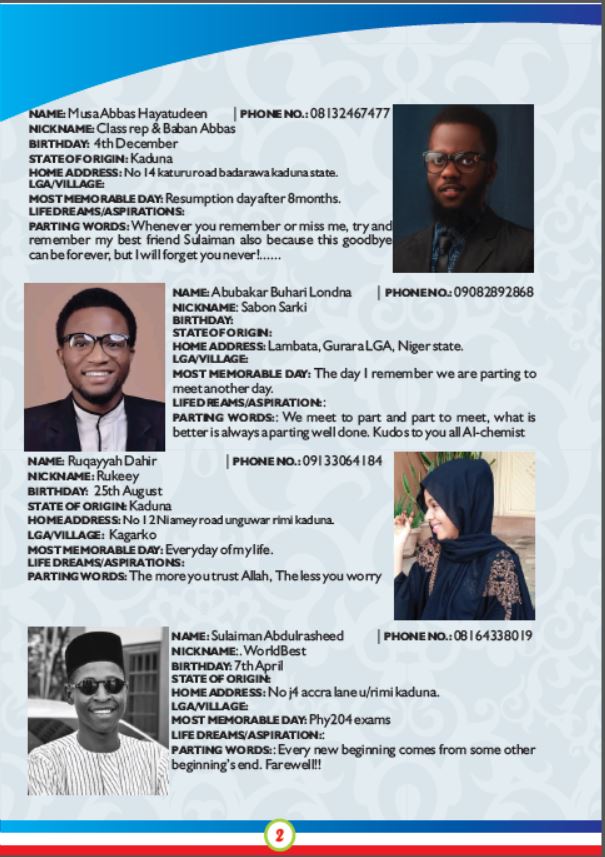 NAME: Musa Abbas Hayatudeen | PHONE NO.: 08132467477
NICKNAME: Class rep & Baban Abbas
BIRTHDAY: 4th December
STATE OF ORIGIN: Kaduna
HOME ADDRESS: No 14 katuru road badarawa kaduna state.
LGA/VILLAGE:
MOST MEMORABLE DAY: Resumption day after 8months.
LIFE DREAMS/ASPIRATIONS:
PARTING WORDS: Whenever you remember or miss me, try and
remember my best friend Sulaiman also because this goodbye
can be forever, but I will forget you never!......
NAME: Abubakar Buhari Londna | PHONE NO.: 09082892868
NICKNAME: Sabon Sarki
BIRTHDAY:
STATE OF ORIGIN:
HOME ADDRESS: Lambata, Gurara LGA, Niger state.
LGA/VILLAGE:
MOST MEMORABLE DAY: The day I remember we are parting to
meet another day.
LIFE DREAMS/ASPIRATION::
PARTING WORDS:: We meet to part and part to meet, what is
better is always a parting well done. Kudos to you all Al-chemist
NAME: Ruqayyah Dahir | PHONE NO.: 09133064184
NICKNAME: Rukeey
BIRTHDAY: 25th August
STATE OF ORIGIN: Kaduna
HOME ADDRESS: No 12 Niamey road unguwar rimi kaduna.
LGA/VILLAGE: Kagarko
MOST MEMORABLE DAY: Everyday of my life.
LIFE DREAMS/ASPIRATIONS:
PARTING WORDS: The more you trust Allah, The less you worry
NAME: Sulaiman Abdulrasheed | PHONE NO.: 08164338019
NICKNAME:. World Best
BIRTHDAY: 7th April
STATE OF ORIGIN:
HOME ADDRESS: No j4 accra lane u/rimi kaduna.
LGA/VILLAGE:
MOST MEMORABLE DAY: Phy204 exams
LIFE DREAMS/ASPIRATION::
PARTING WORDS:: Every new beginning comes from some other
beginning's end. Farewell!!
2